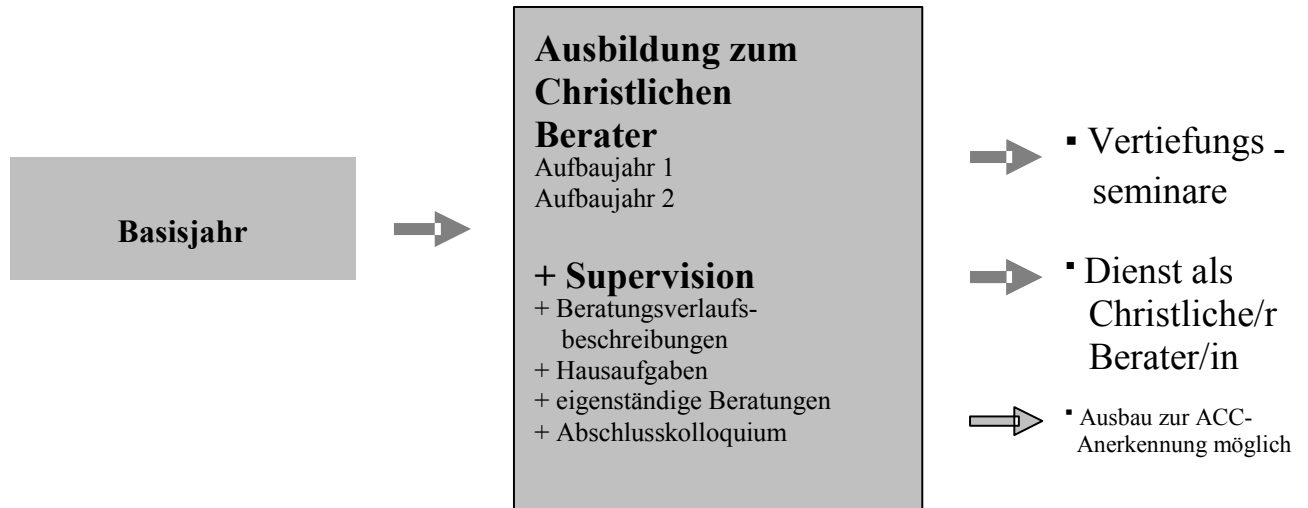 Basisjahr
Ausbildung zum
Christlichen
Berater
Aufbaujahr 1
Aufbaujahr 2
+ Supervision
+ Beratungsverlaufs-
beschreibungen
+ Hausaufgaben
+ eigenständige Beratungen
+ Abschlusskolloquium
▪ Vertiefungs -
seminare
▪ Dienst als
Christliche/r
Berater/in
▪ Ausbau zur ACC-
Anerkennung möglich